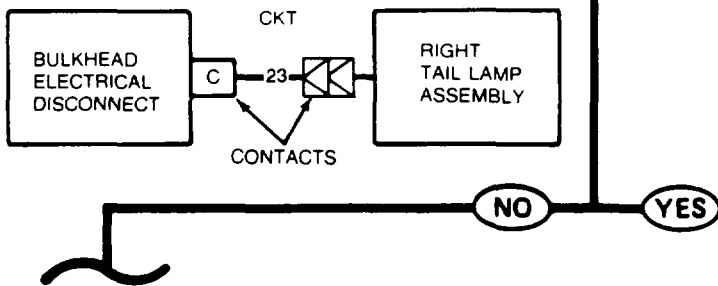 CKT
BULKHEAD
ELECTRICAL
DISCONNECT
C
23
RIGHT
TAIL LAMP
ASSEMBLY
CONTACTS
NO
YES